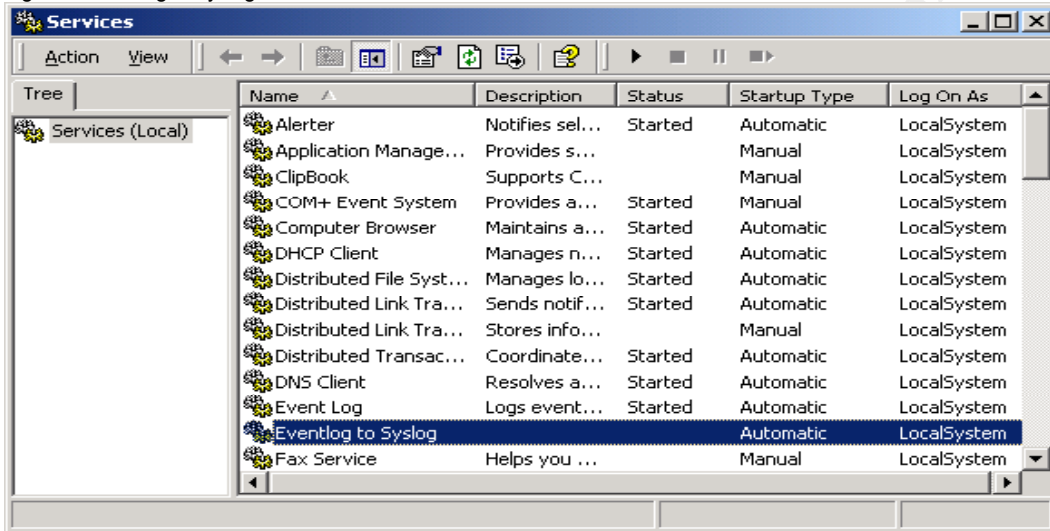 Services
Action View
Tree
Name Description Status Startup Type Log On As
Services (Local)
Alerter Notifies sel... Started Automatic LocalSystem
Application Manage... Provides s... Manual LocalSystem
ClipBook Supports C... Manual LocalSystem
COM+ Event System Provides a... Started Manual LocalSystem
Computer Browser Maintains a... Started Automatic LocalSystem
DHCP Client Manages n... Started Automatic LocalSystem
Distributed File Syst... Manages lo... Started Automatic LocalSystem
Distributed Link Tra... Sends notif... Started Automatic LocalSystem
Distributed Link Tra... Stores info... Manual LocalSystem
Distributed Transac... Coordinate... Started Automatic LocalSystem
DNS Client Resolves a... Started Automatic LocalSystem
Event Log Logs event... Started Automatic LocalSystem
Eventlog to Syslog Automatic LocalSystem
Fax Service Helps you ... Manual LocalSystem